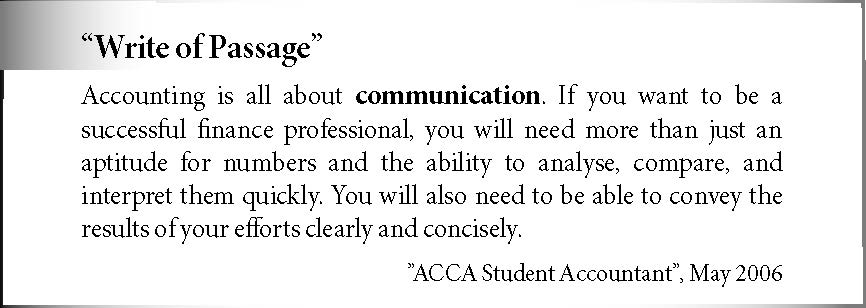 “Write of Passage”
Accounting is all about communication. If you want to be a
successful finance professional, you will need more than just an
aptitude for numbers and the ability to analyse, compare, and
interpret them quickly. You will also need to be able to convey the
results of your efforts clearly and concisely.
”ACCA Student Accountant”, May 2006